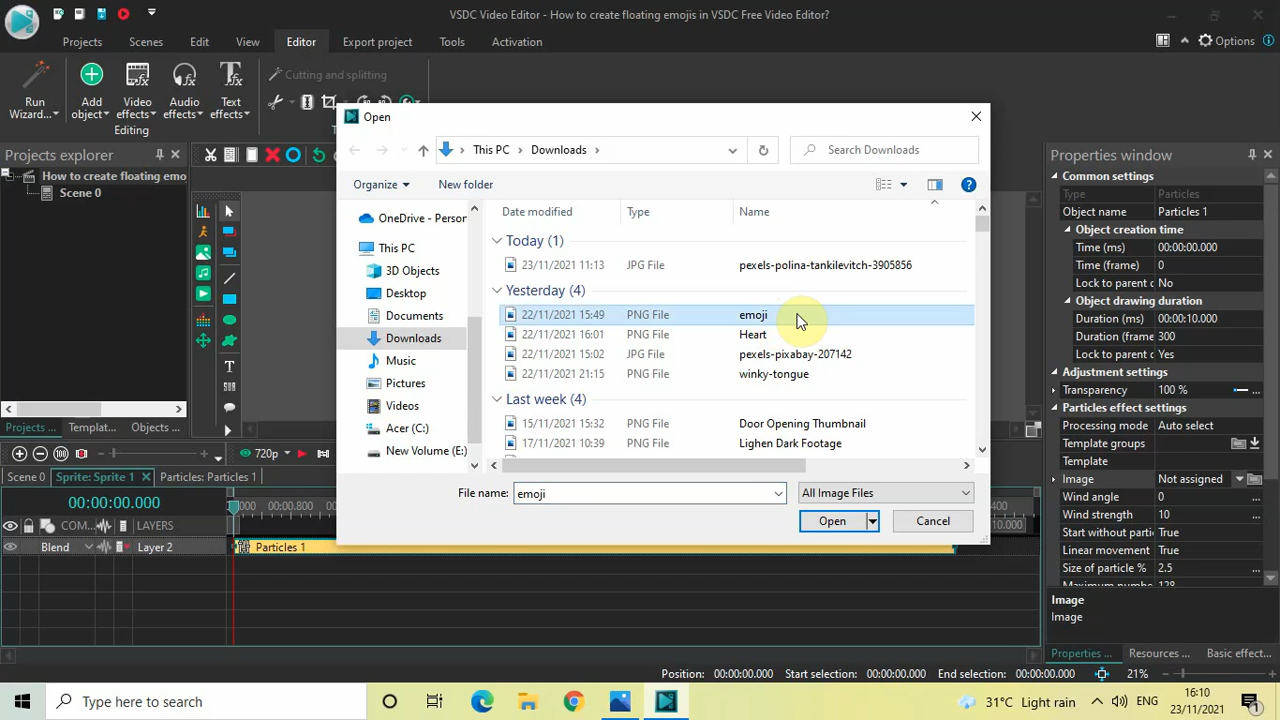 VSDC Video Editor - How to create floating emojis in VSDC Free Video Editor?
Projects Scenes Edit View Editor Export project Tools Activation Options
Run Wizard... Add object Video effects Audio effects Text effects
Cutting and splitting
Editing
Projects explorer
How to create floating emo
Scene 0
Open
This PC Downloads Search Downloads
Organize New folder
OneDrive - Person
This PC
3D Objects
Desktop
Documents
Downloads
Music
Pictures
Videos
Acer (C:)
New Volume (E:)
Date modified Type Name
Today (1)
23/11/2021 11:13 JPG File pexels-polina-tankilevitch-3905856
Yesterday (4)
22/11/2021 15:49 PNG File emoji
22/11/2021 16:01 PNG File Heart
22/11/2021 15:02 JPG File pexels-pixabay-207142
22/11/2021 21:15 PNG File winky-tongue
Last week (4)
15/11/2021 15:32 PNG File Door Opening Thumbnail
17/11/2021 10:39 PNG File Lighen Dark Footage
File name: emoji All Image Files
Open Cancel
Properties window
Common settings
Type Particles
Object name Particles 1
Object creation time
Time (ms) 00:00:00.000
Time (frame) 0
Lock to parent d No
Object drawing duration
Duration (ms) 00:00:10.000
Duration (frame 300
Lock to parent d Yes
Adjustment settings
Transparency 100 %
Particles effect settings
Processing mode Auto select
Template groups
Template
Image Not assigned
Wind angle 0
Wind strength 10
Start without parti True
Linear movement True
Size of particle % 2.5
Maximum numbe 128
Image
Image
Properties ... Resources ... Basic effect...
Projects ... Templat... Objects ...
720p
Scene 0 Sprite: Sprite 1 Particles: Particles 1
00:00:00.000
000 400 10.000
COM... LAYERS
Blend Layer 2
Particles 1
Position: 00:00:00.000 Start selection: 00:00:00.000 End selection: 00:00:00.000 21%
Type here to search
31°C Light rain ENG
16:10
23/11/2021
1